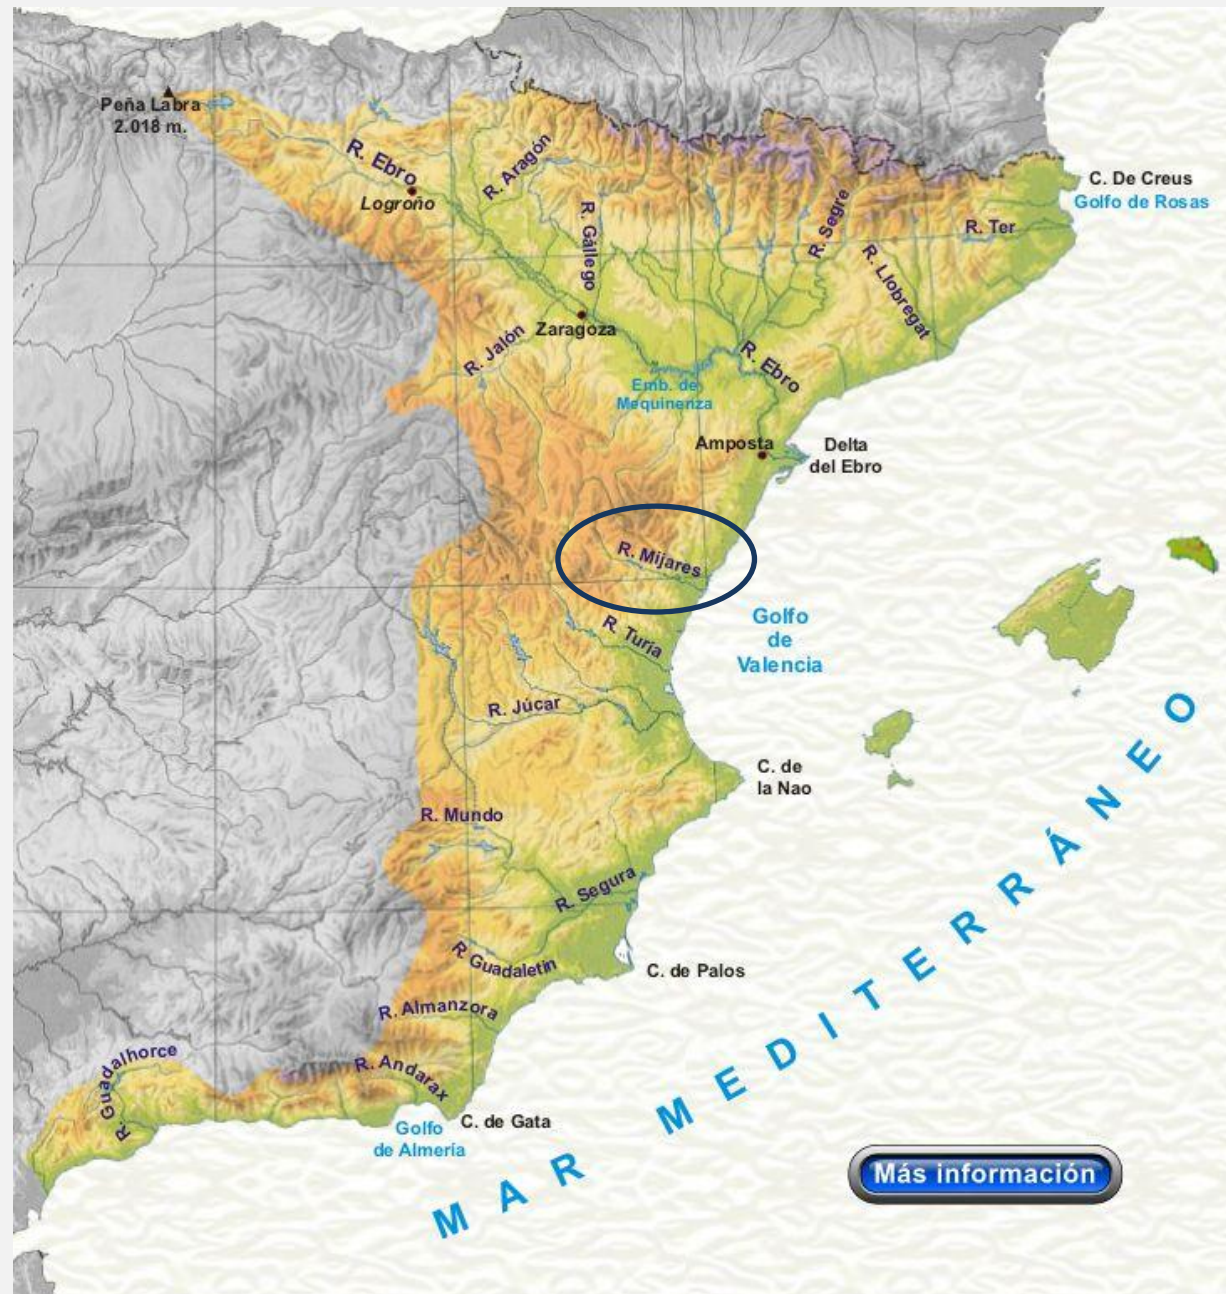 Peña Labra
2.018 m.
R. Ebro
Logroño
R. Aragón
R. Gállego
R. Segre
R. Llobregat
R. Ter
C. De Creus
Golfo de Rosas
Zaragoza
R. Jalón
Emb. de
Mequinenza
R. Ebro
Amposta
Delta
del Ebro
R. Mijares
Golfo
de
Valencia
R. Turia
R. Júcar
C. de
la Nao
R. Mundo
R. Segura
R. Guadaletin
C. de Palos
R. Almanzora
R. Andarax
R. Guadalhorce
C. de Gata
Golfo
de Almería
MAR MEDITERRÁNEO
Más información